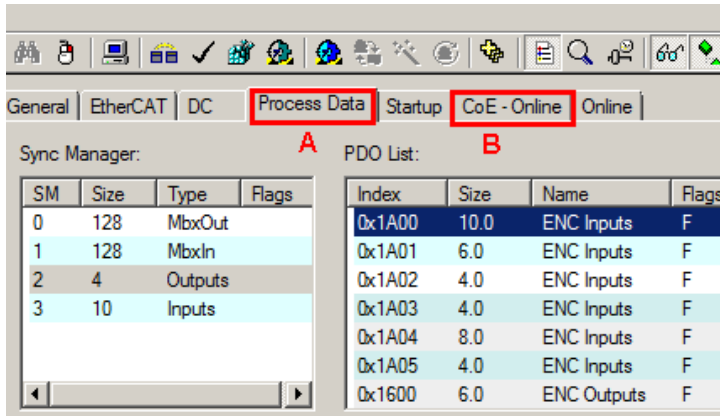 General EtherCAT DC Process Data Startup CoE - Online Online
A B
Sync Manager: PDO List:
SM Size Type Flags Index Size Name Flags
0 128 MbxOut 0x1A00 10.0 ENC Inputs F
1 128 MbxIn 0x1A01 6.0 ENC Inputs F
2 4 Outputs 0x1A02 4.0 ENC Inputs F
3 10 Inputs 0x1A03 4.0 ENC Inputs F
0x1A04 8.0 ENC Inputs F
0x1A05 4.0 ENC Inputs F
0x1600 6.0 ENC Outputs F